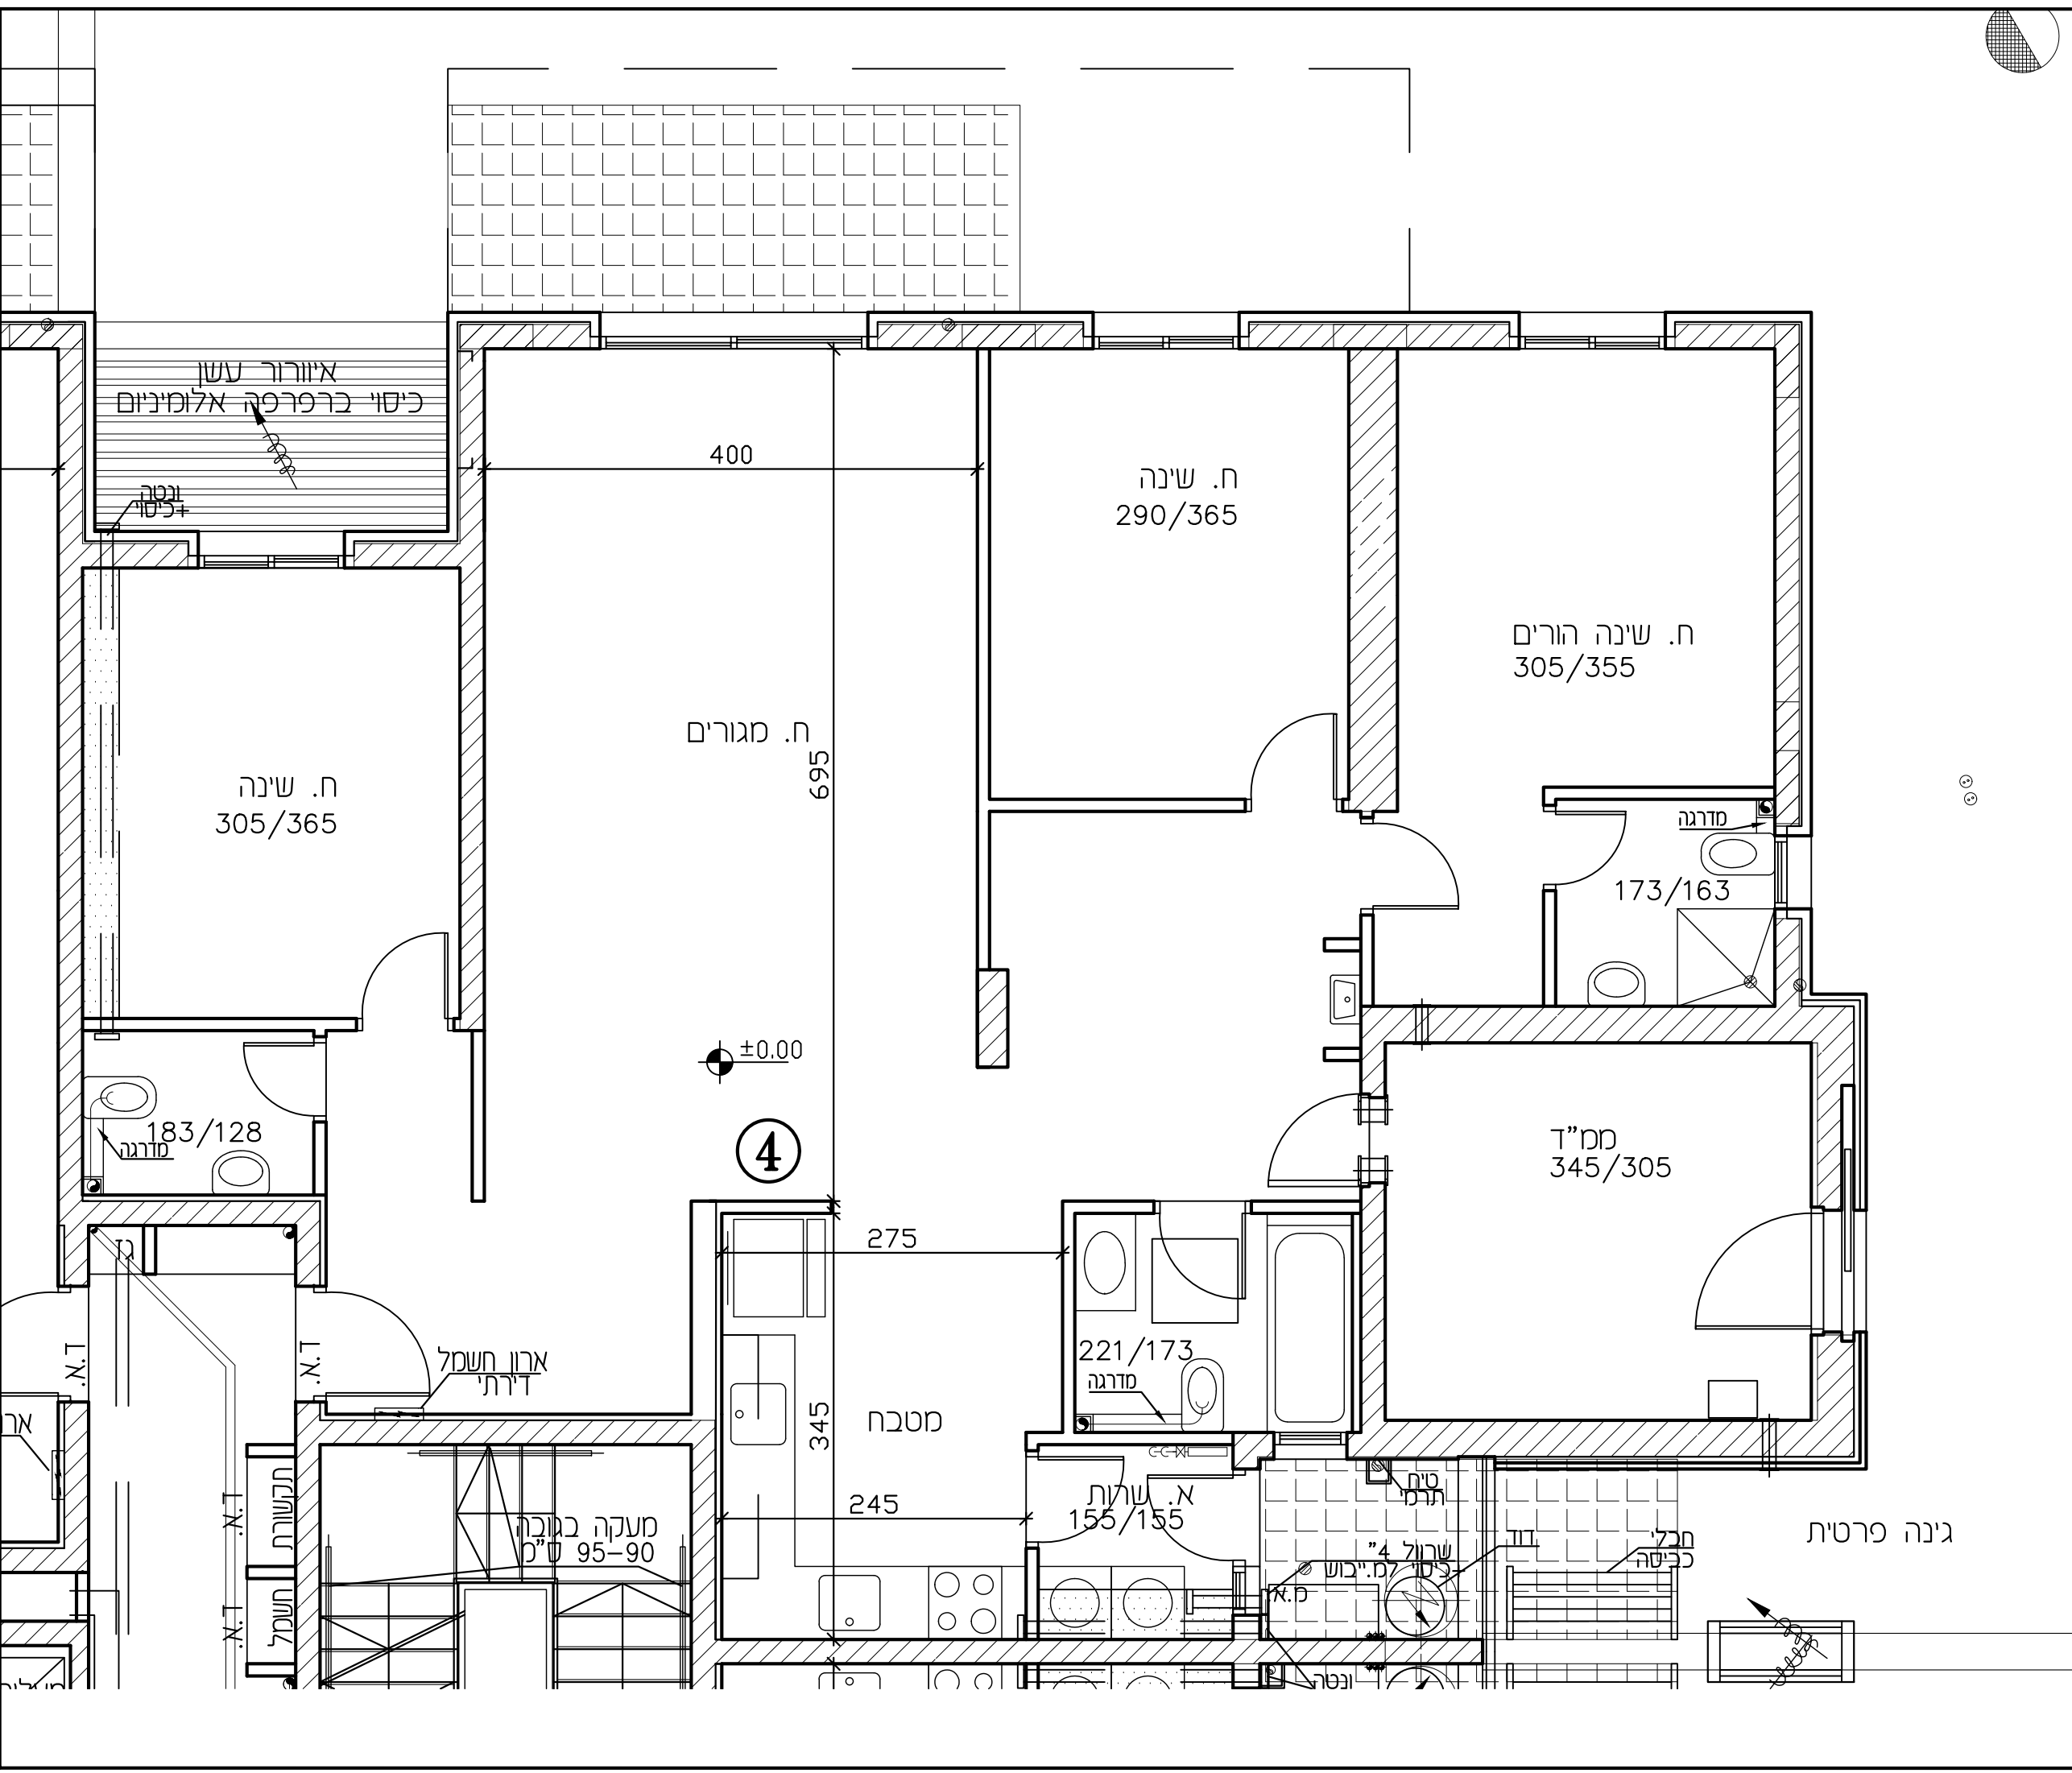 איוורור עשן
כיסוי ברפרפה אלומיניום
ונטה
+כיסוי
400
ח. שינה
290/365
ח. שינה הורים
305/355
ח. מגורים
695
ח. שינה
305/365
מדרגה
173/163
±0.00
4
183/128
מדרגה
ממ"ד
345/305
גז
275
ד.א.
ד.א.
ארון חשמל
דירתי
221/173
מדרגה
מטבח
345
תקשורת
ד.א.
מעקה בגובה
90-95 ס"מ
245
א. שרות
155/155
טיח
תרמי
שרוול 4"
+כיסוי למ.ייבוש
דוד
חבלי
כביסה
גינה פרטית
מ.א.
חשמל
ד.א.
ונטה